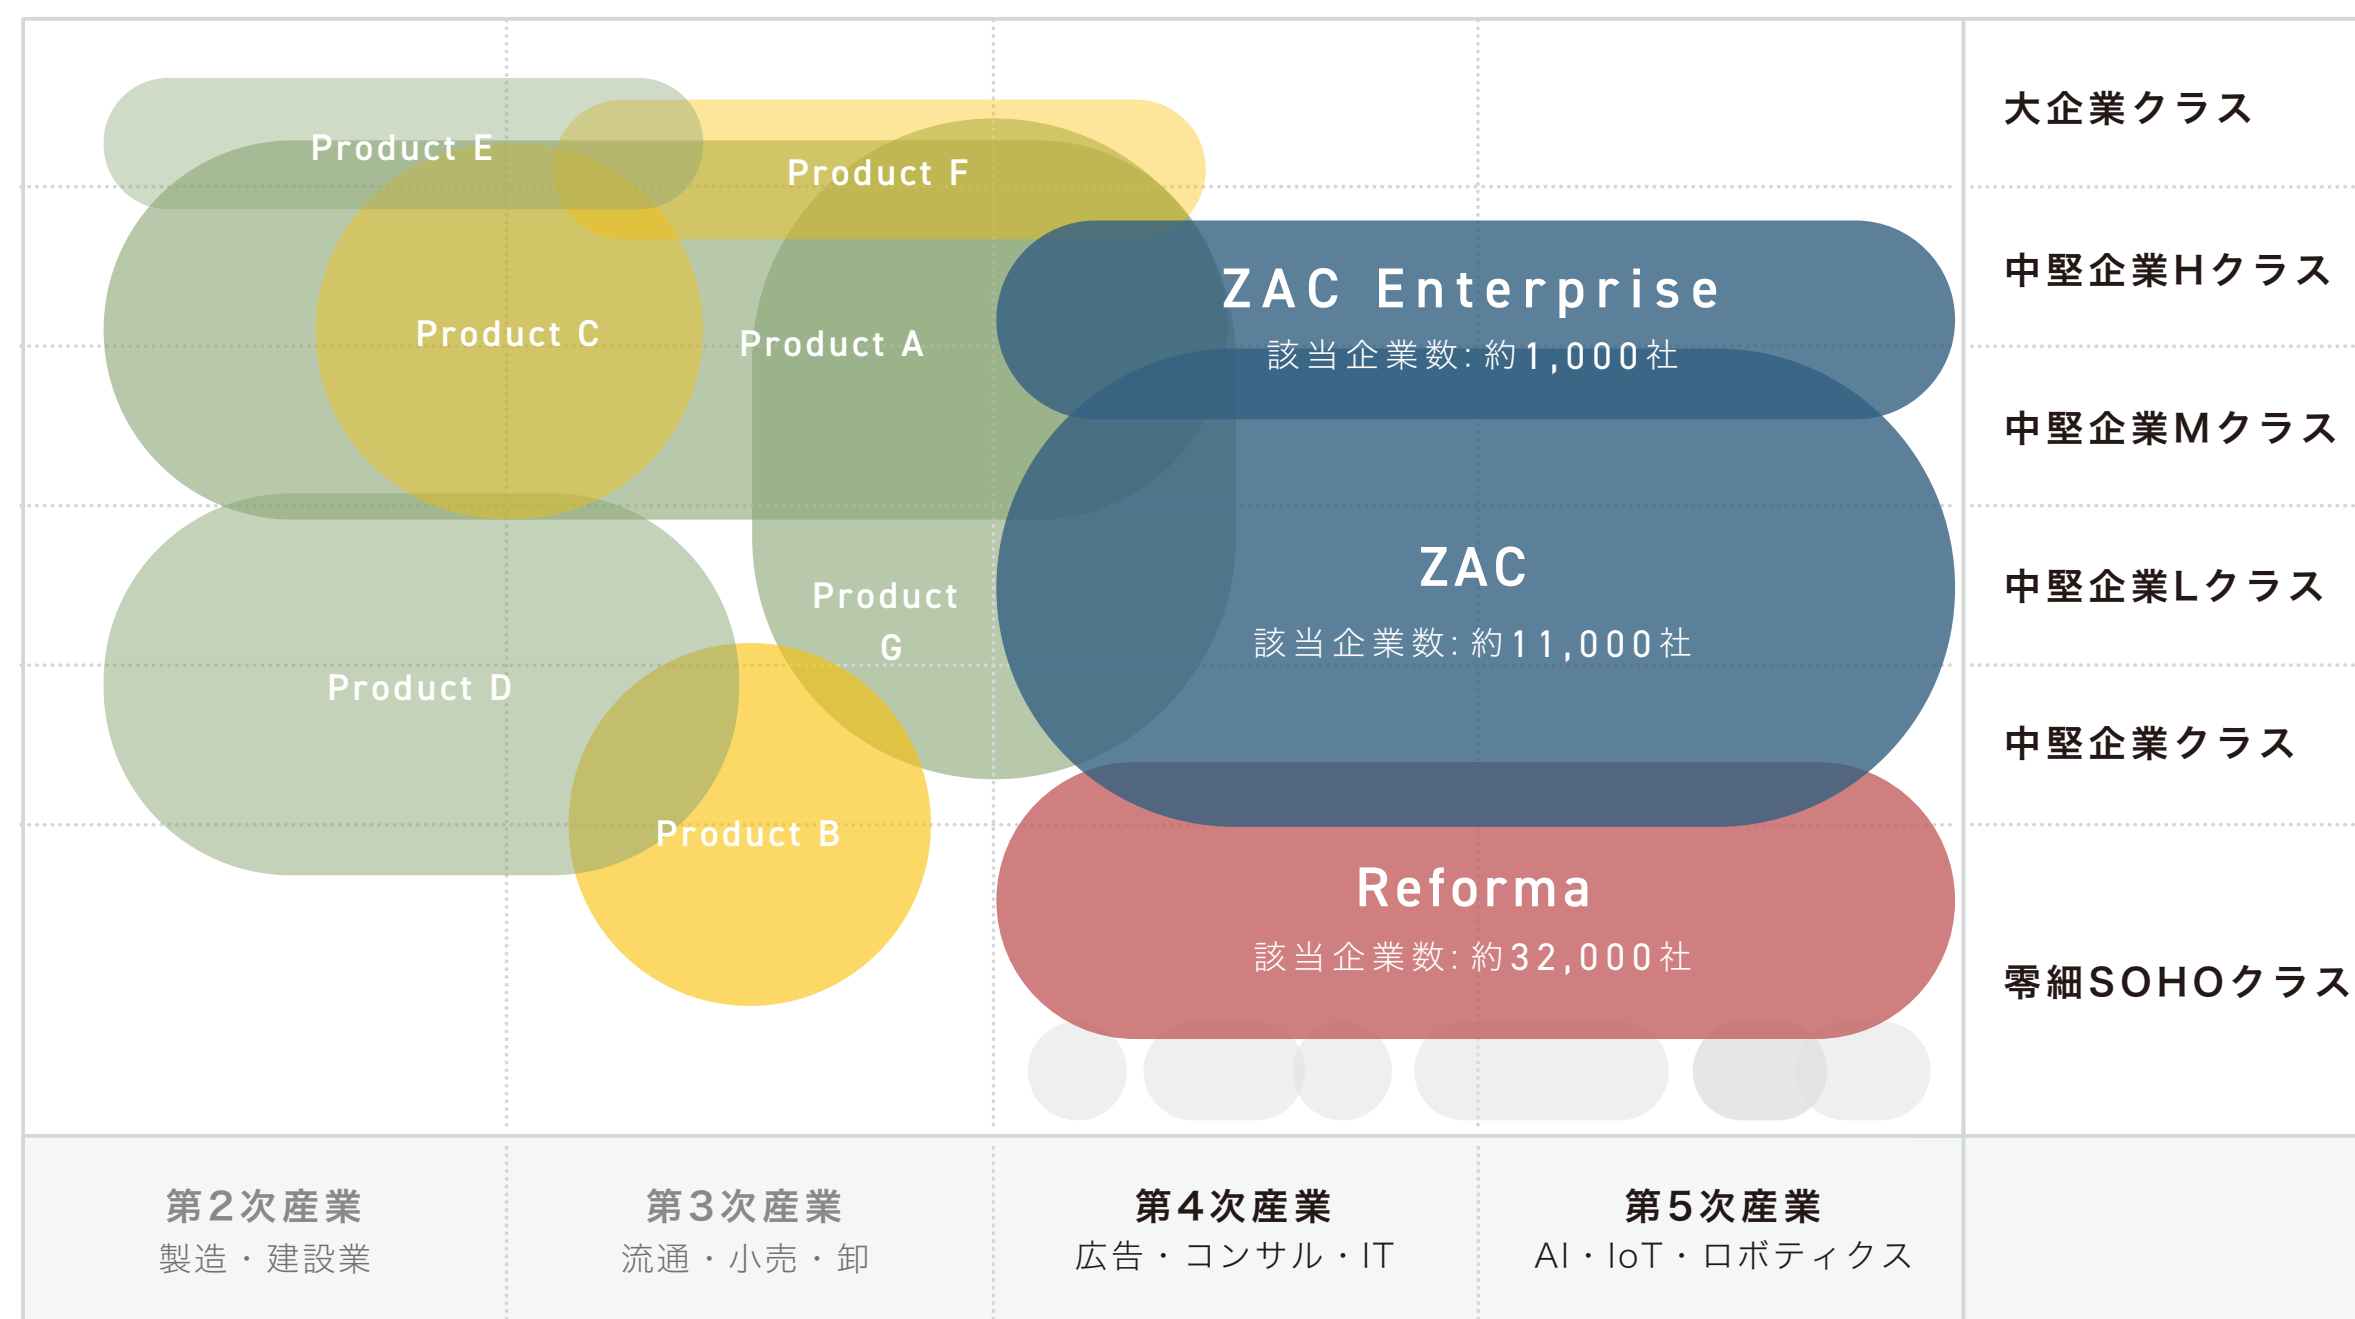 大企業クラス
Product E
Product F
中堅企業Hクラス
ZAC Enterprise
Product C
Product A
該当企業数: 約1,000社
中堅企業Mクラス
ZAC
中堅企業Lクラス
Product
G
該当企業数: 約11,000社
Product D
中堅企業クラス
Product B
Reforma
該当企業数: 約32,000社
零細SOHOクラス
第2次産業
製造・建設業
第3次産業
流通・小売・卸
第4次産業
広告・コンサル・IT
第5次産業
AI・IoT・ロボティクス